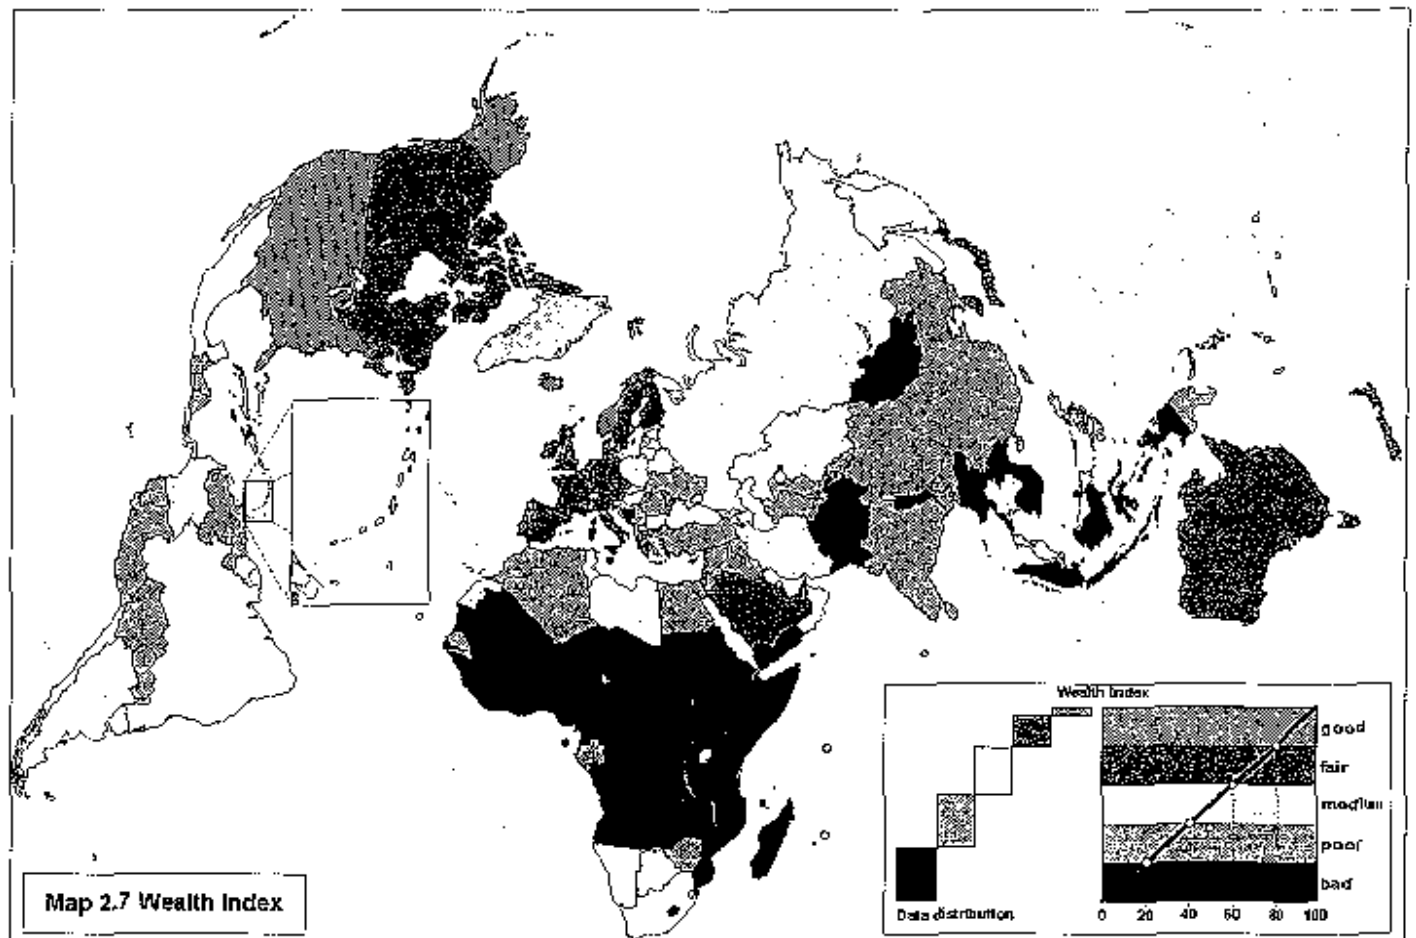 Wealth Index
good
fair
medium
poor
bad
Data distribution
0 20 40 60 80 100
Map 2.7 Wealth Index